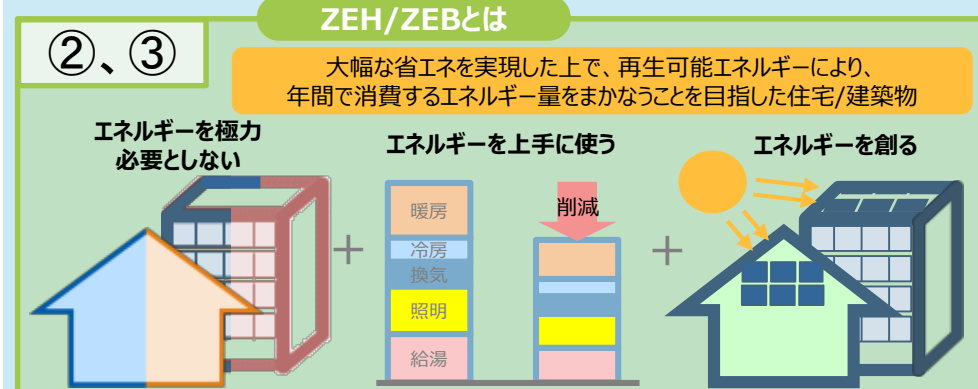 ZEH/ZEBとは
②、③
大幅な省エネを実現した上で、再生可能エネルギーにより、
年間で消費するエネルギー量をまかなうことを目指した住宅/建築物
エネルギーを極力
必要としない
エネルギーを上手に使う
エネルギーを創る
暖房
冷房
換気
照明
給湯
削減